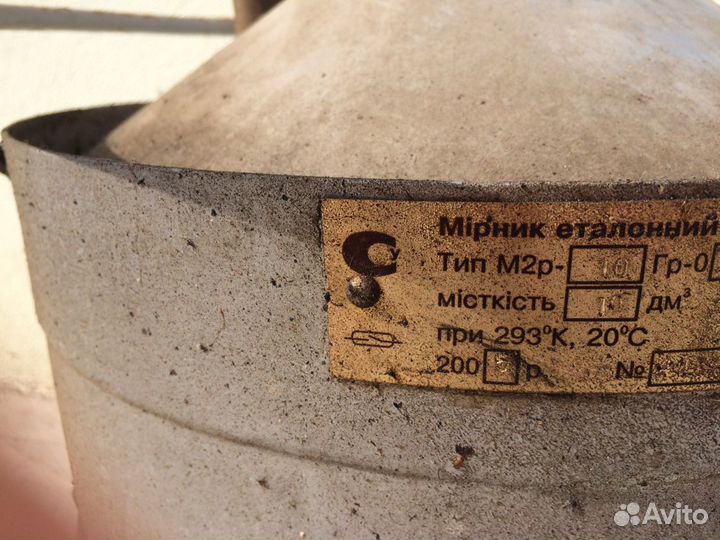 Мірник еталонний
Тип М2р- 10 Гр-0
місткість 10 дм³
при 293°К, 20°С
200 р. №
Avito